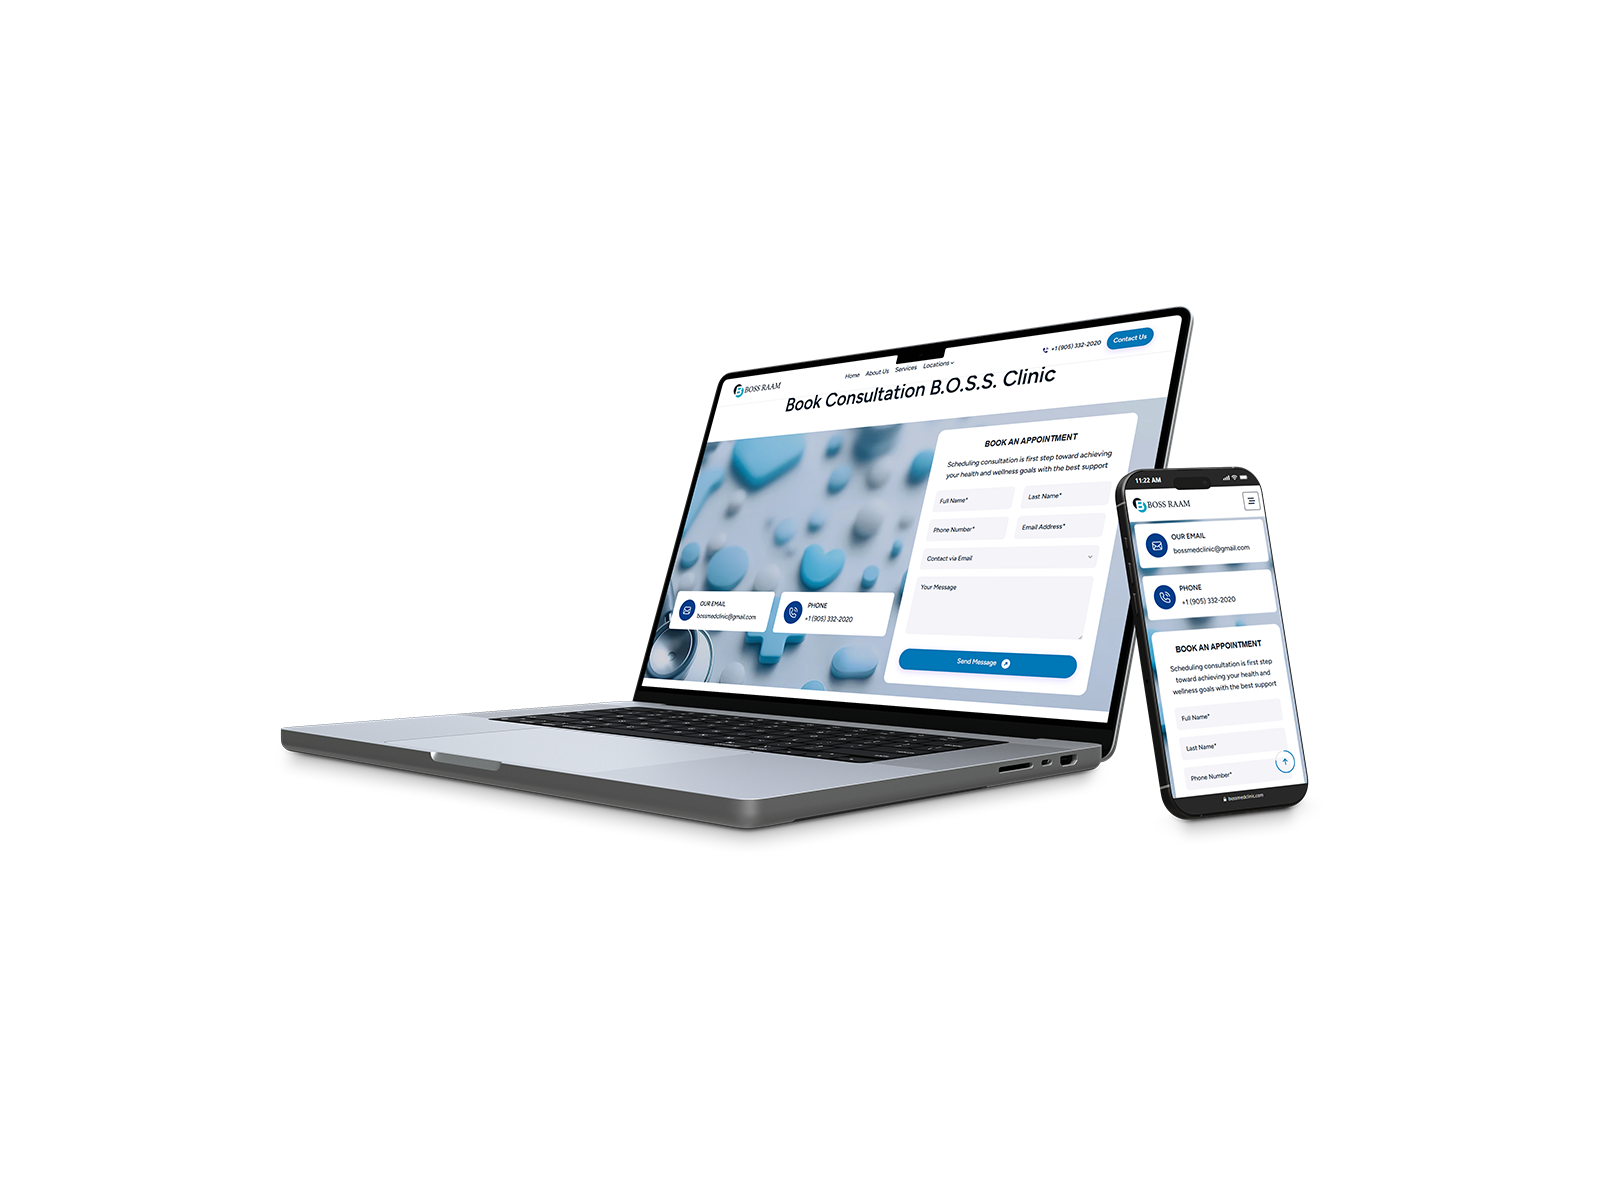 BOSS RAAM
Home About Us Services Locations
+1 (905) 332-2020
Contact Us
Book Consultation B.O.S.S. Clinic
OUR EMAIL
bossmedclinic@gmail.com
PHONE
+1 (905) 332-2020
BOOK AN APPOINTMENT
Scheduling consultation is first step toward achieving
your health and wellness goals with the best support
Full Name*
Last Name*
Phone Number*
Email Address*
Contact via Email
Your Message
Send Message
11:22 AM
BOSS RAAM
OUR EMAIL
bossmedclinic@gmail.com
PHONE
+1 (905) 332-2020
BOOK AN APPOINTMENT
Scheduling consultation is first step
toward achieving your health and
wellness goals with the best support
Full Name*
Last Name*
Phone Number*
bossmedclinic.com